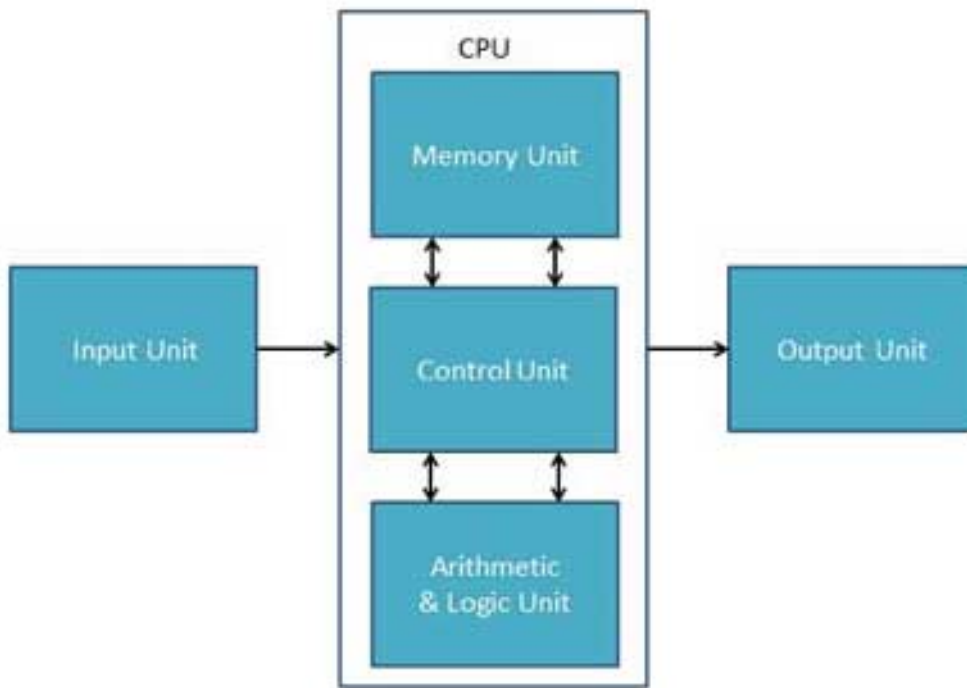 CPU
Memory Unit
Input Unit
Control Unit
Output Unit
Arithmetic
& Logic Unit